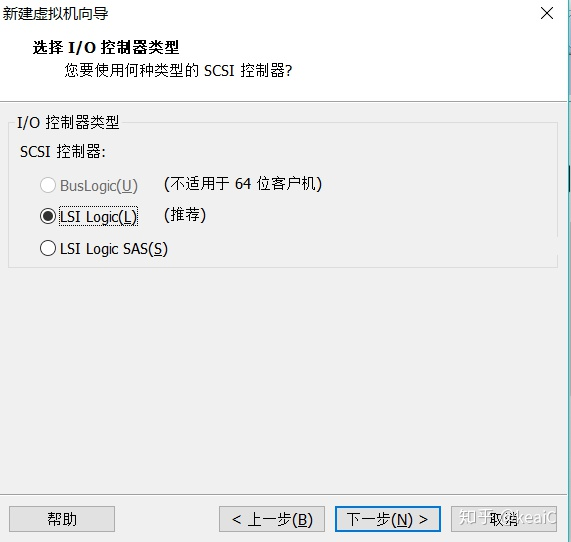 新建虚拟机向导
选择 I/O 控制器类型
您要使用何种类型的 SCSI 控制器?
I/O 控制器类型
SCSI 控制器:
BusLogic(U) (不适用于 64 位客户机)
LSI Logic(L) (推荐)
LSI Logic SAS(S)
帮助 < 上一步(B) 下一步(N) > 取消
知乎 @keaiC